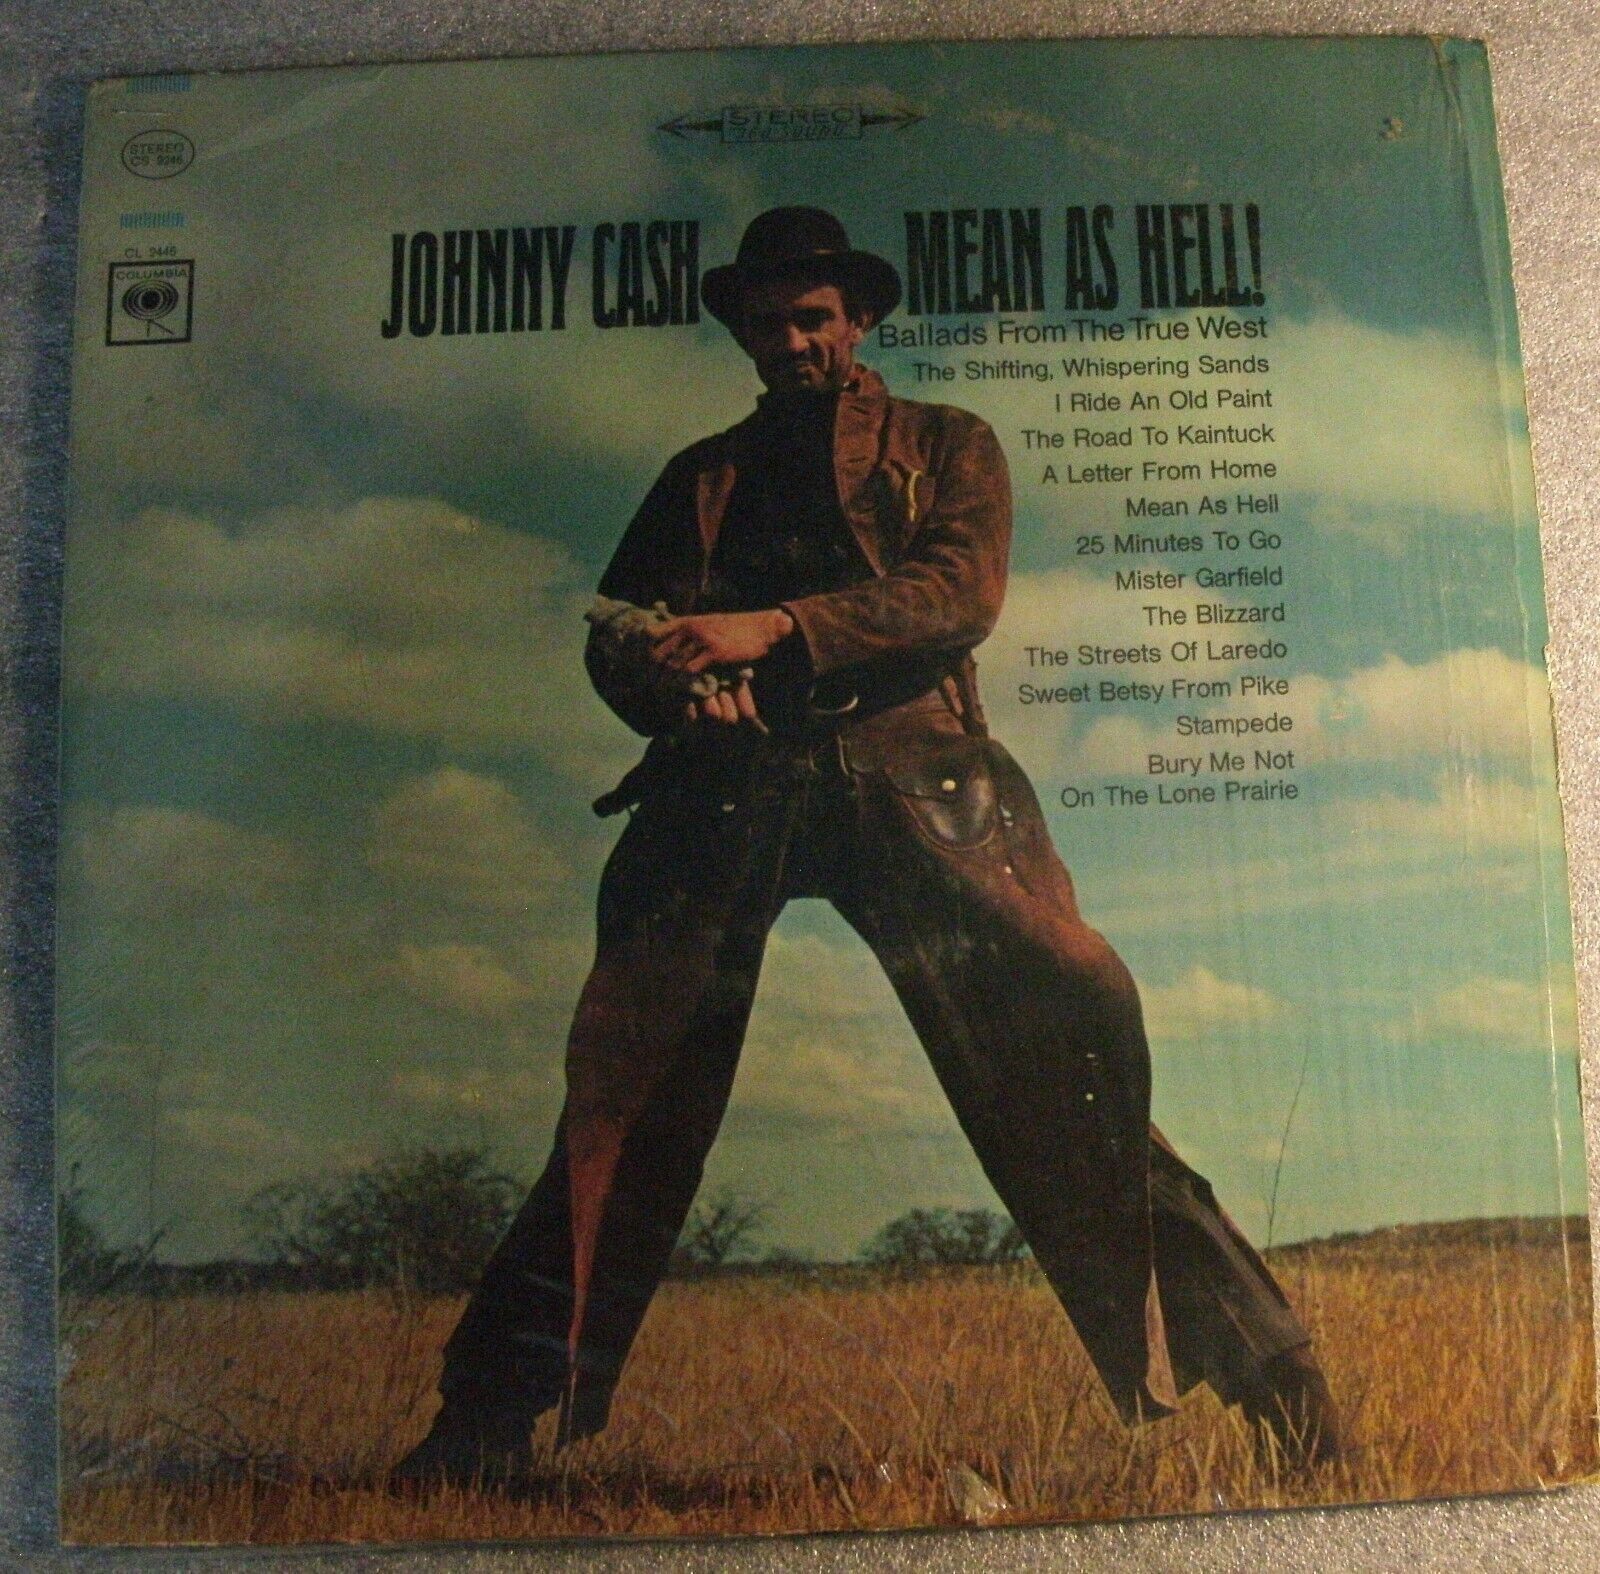 STEREO
"360 SOUND"
STEREO
CS 9246
CL 2446
COLUMBIA
JOHNNY CASH MEAN AS HELL!
Ballads From The True West
The Shifting, Whispering Sands
I Ride An Old Paint
The Road To Kaintuck
A Letter From Home
Mean As Hell
25 Minutes To Go
Mister Garfield
The Blizzard
The Streets Of Laredo
Sweet Betsy From Pike
Stampede
Bury Me Not
On The Lone Prairie